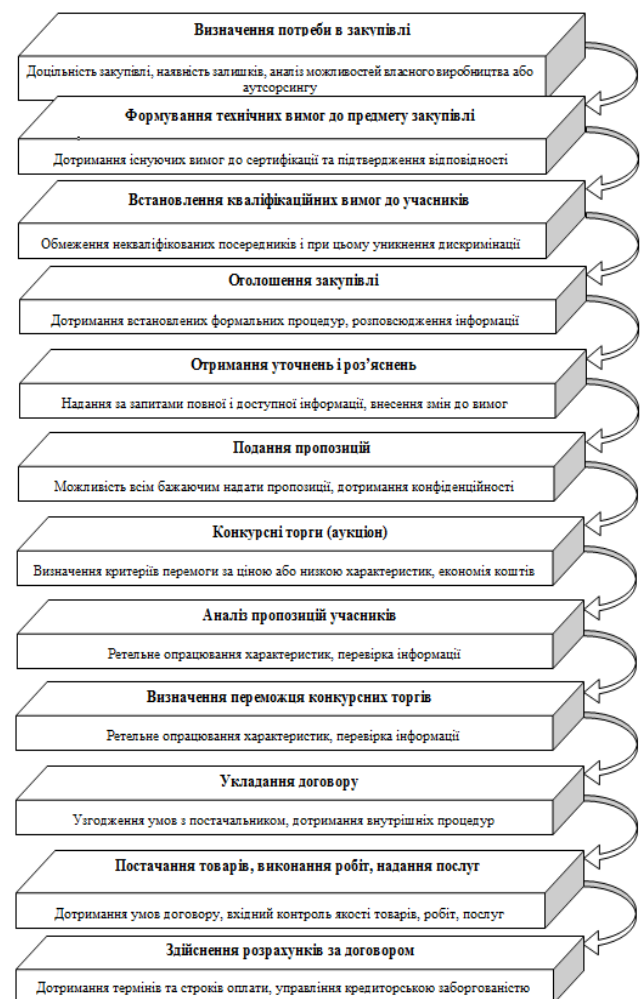 Визначення потреби в закупівлі
Доцільність закупівлі, наявність залишків, аналіз можливостей власного виробництва або
аутсорсингу
Формування технічних вимог до предмету закупівлі
Дотримання існуючих вимог до сертифікації та підтвердження відповідності
Встановлення кваліфікаційних вимог до учасників
Обмеження некваліфікованих посередників і при цьому уникнення дискримінації
Оголошення закупівлі
Дотримання встановлених формальних процедур, розповсюдження інформації
Отримання уточнень і роз’яснень
Надання за запитами повної і доступної інформації, внесення змін до вимог
Подання пропозицій
Можливість всім бажаючим надати пропозиції, дотримання конфіденційності
Конкурсні торги (аукціон)
Визначення критеріїв перемоги за ціною або низкою характеристик, економія коштів
Аналіз пропозицій учасників
Ретельне опрацювання характеристик, перевірка інформації
Визначення переможця конкурсних торгів
Ретельне опрацювання характеристик, перевірка інформації
Укладання договору
Узгодження умов з постачальником, дотримання внутрішніх процедур
Постачання товарів, виконання робіт, надання послуг
Дотримання умов договору, вхідний контроль якості товарів, робіт, послуг
Здійснення розрахунків за договором
Дотримання термінів та строків оплати, управління кредиторською заборгованістю